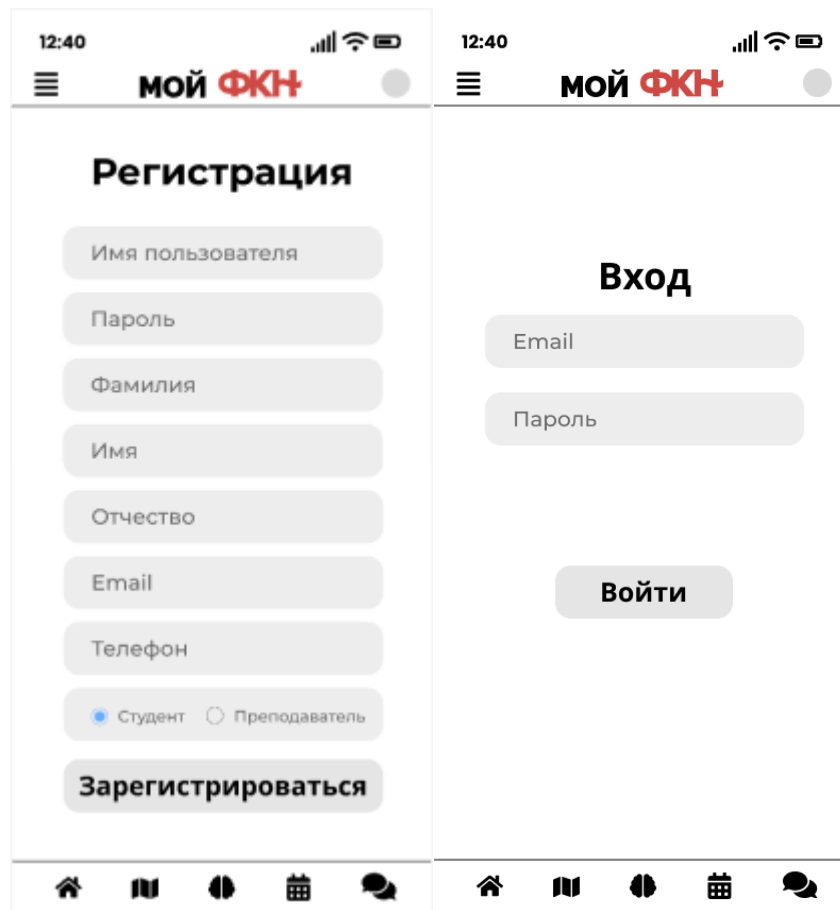 12:40
мой ФКН
Регистрация
Имя пользователя
Пароль
Фамилия
Имя
Отчество
Email
Телефон
Студент Преподаватель
Зарегистрироваться
12:40
мой ФКН
Вход
Email
Пароль
Войти